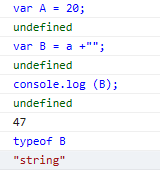 var A = 20;
undefined
var B = a +"";
undefined
console.log (B);
undefined
47
typeof B
"string"